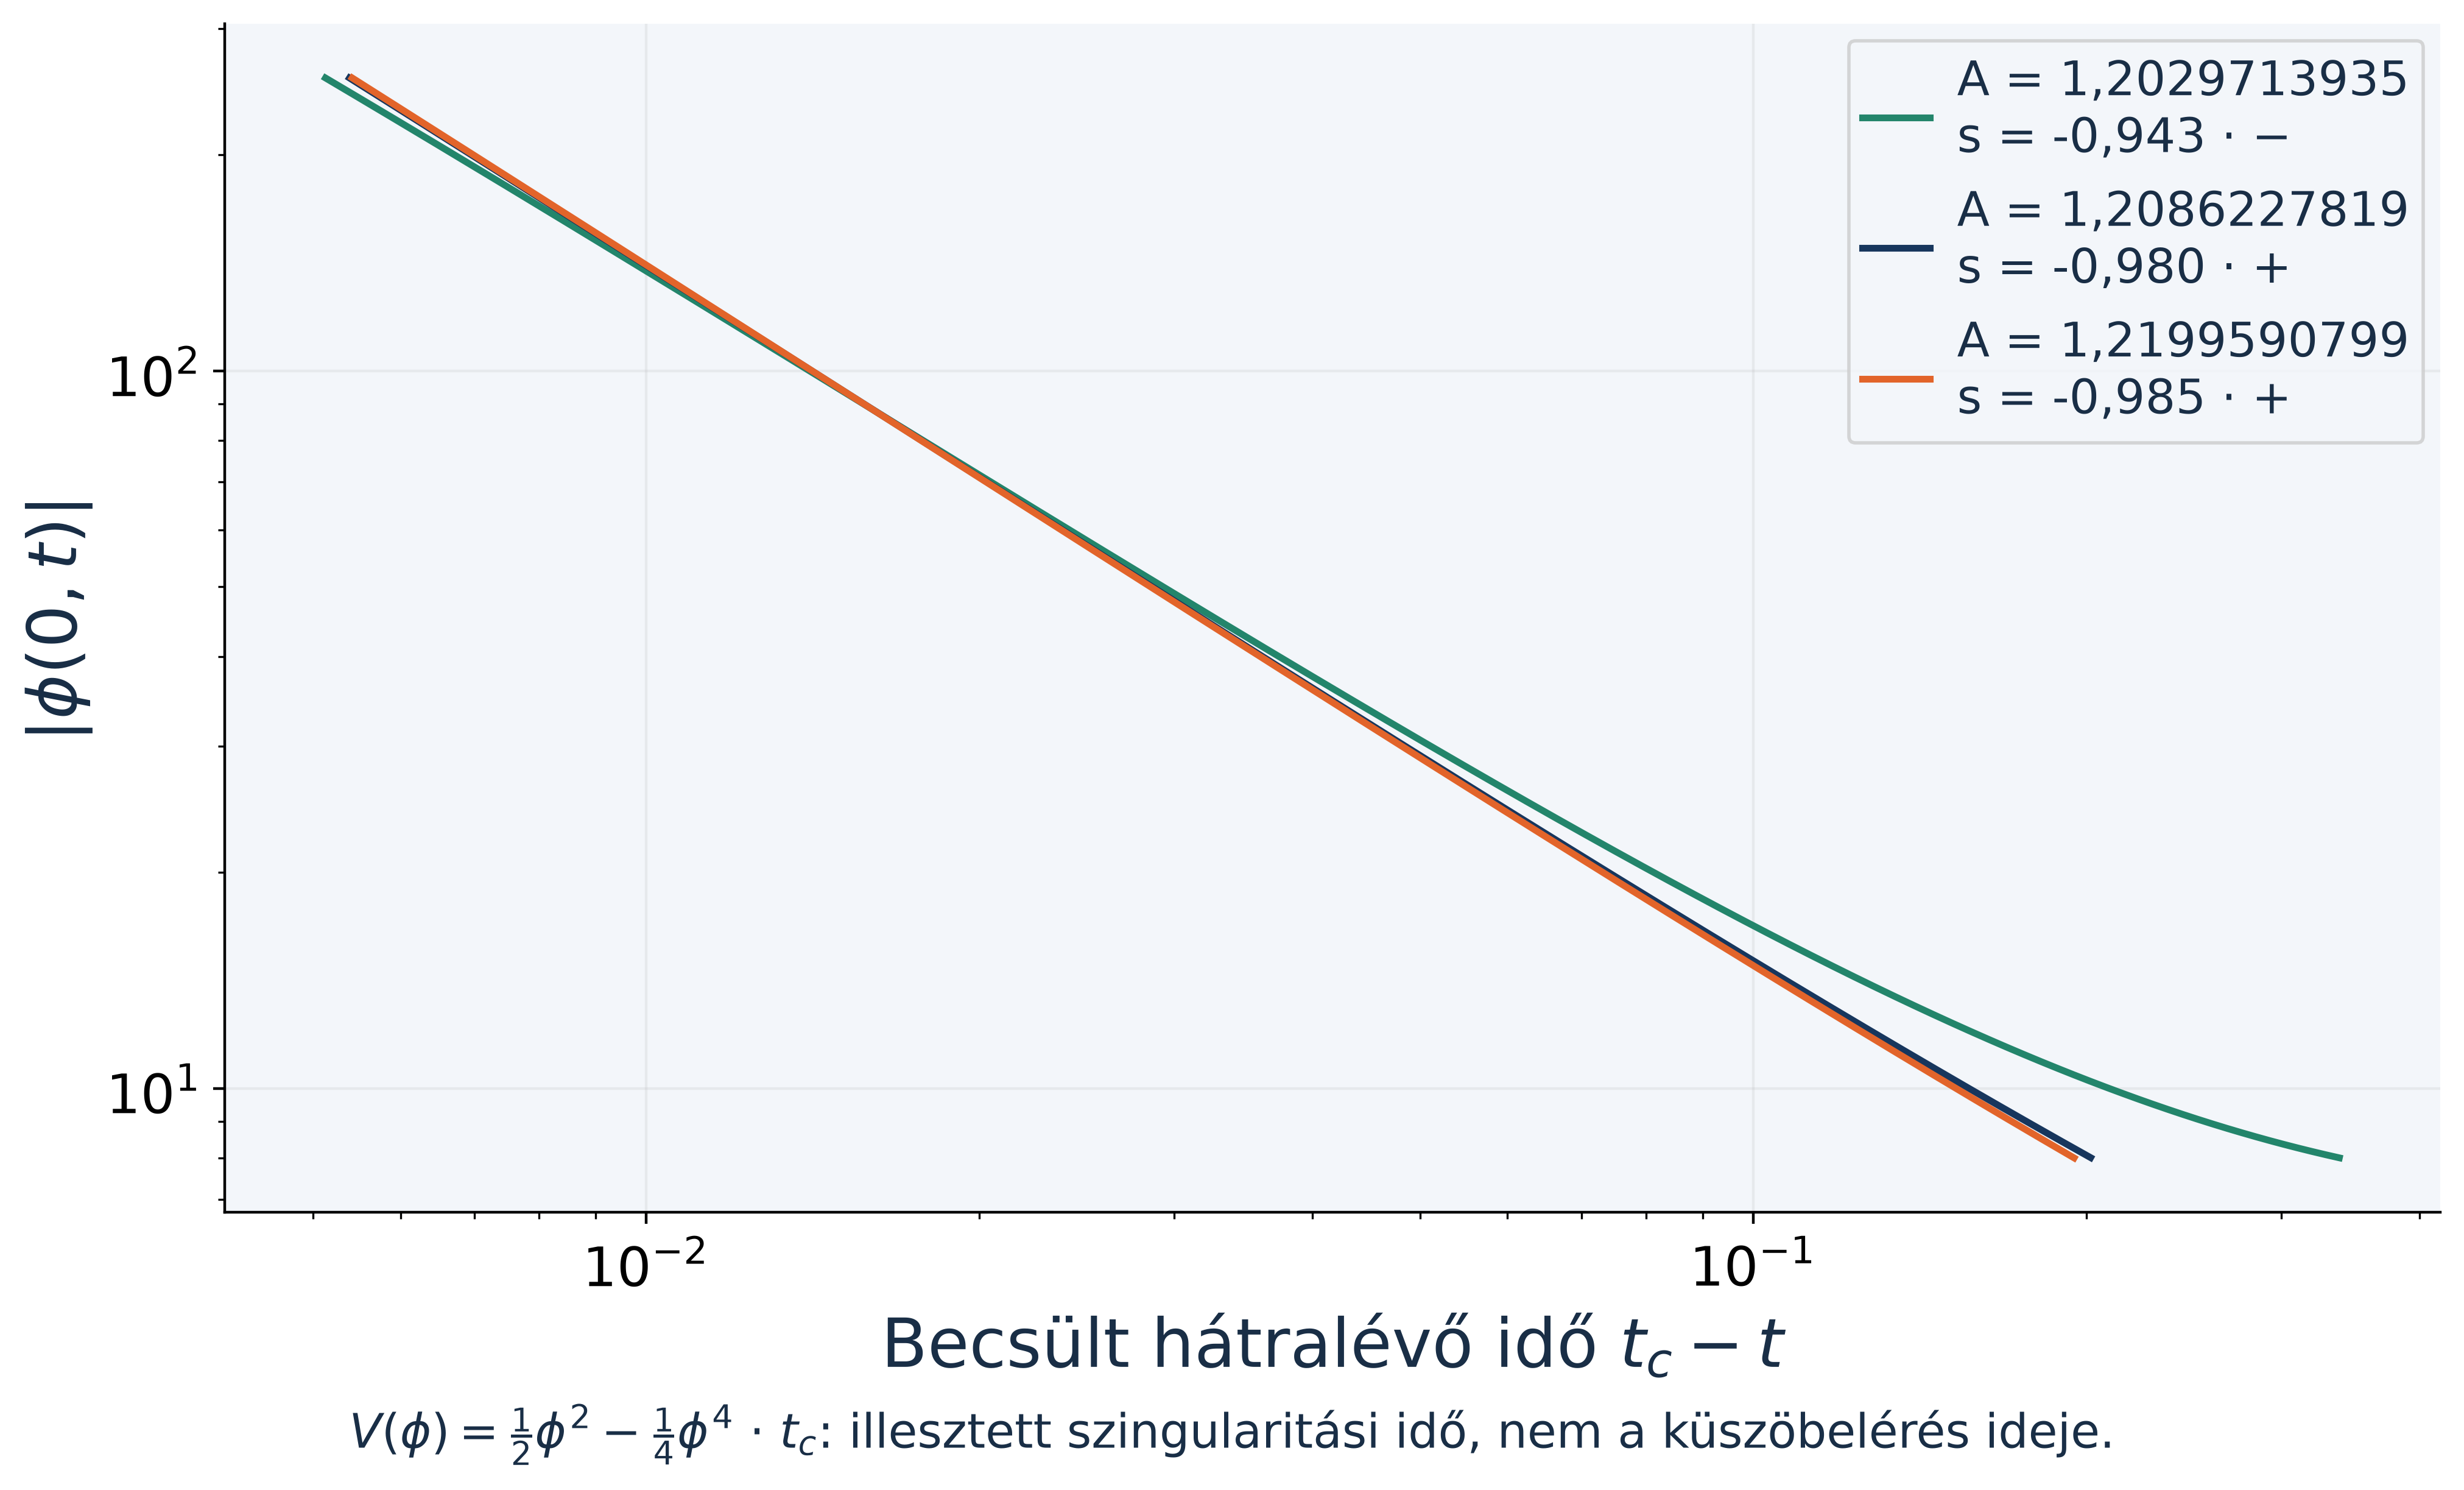 A = 1,2029713935
s = -0,943 · −
A = 1,2086227819
s = -0,980 · +
A = 1,2199590799
s = -0,985 · +
10²
10¹
|ϕ(0, t)|
10⁻²
10⁻¹
Becsült hátralévő idő t_c − t
V(ϕ) = ½ϕ² − ¼ϕ⁴ · t_c: illesztett szingularitási idő, nem a küszöbelérés ideje.